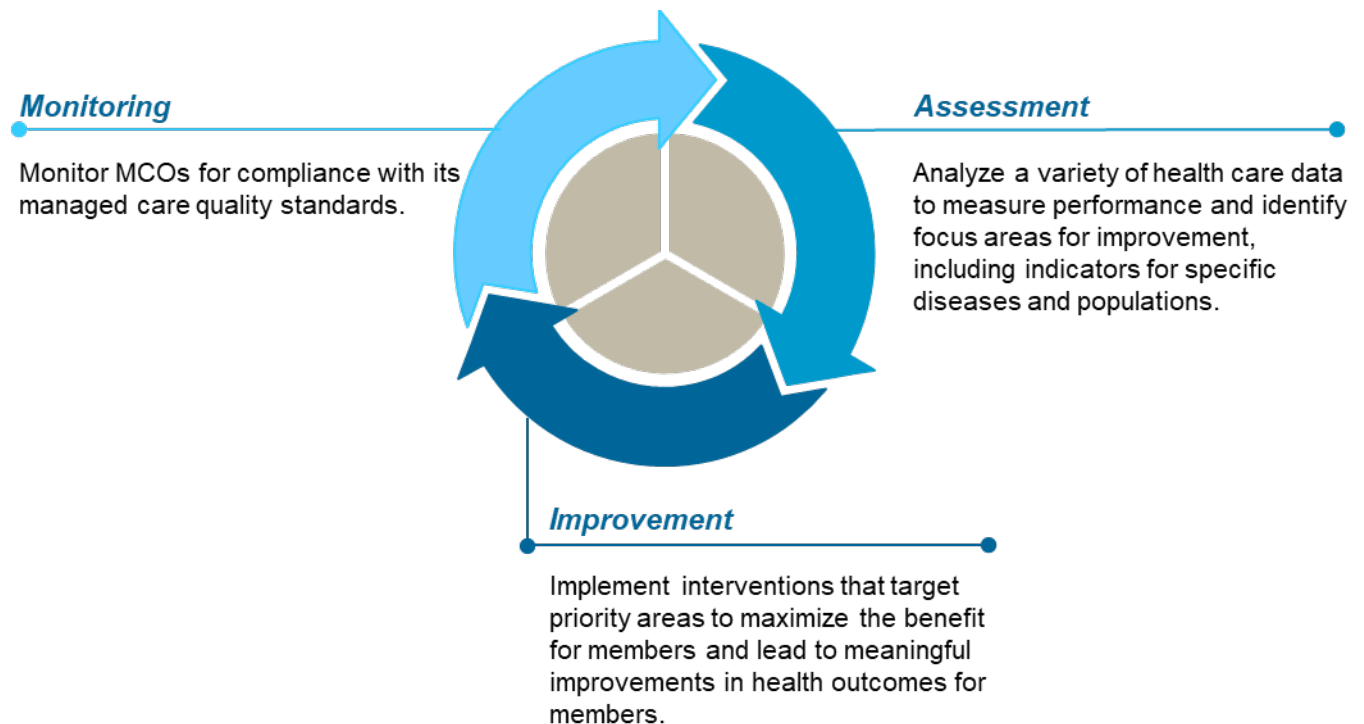 Monitoring
Monitor MCOs for compliance with its
managed care quality standards.
Assessment
Analyze a variety of health care data
to measure performance and identify
focus areas for improvement,
including indicators for specific
diseases and populations.
Improvement
Implement interventions that target
priority areas to maximize the benefit
for members and lead to meaningful
improvements in health outcomes for
members.